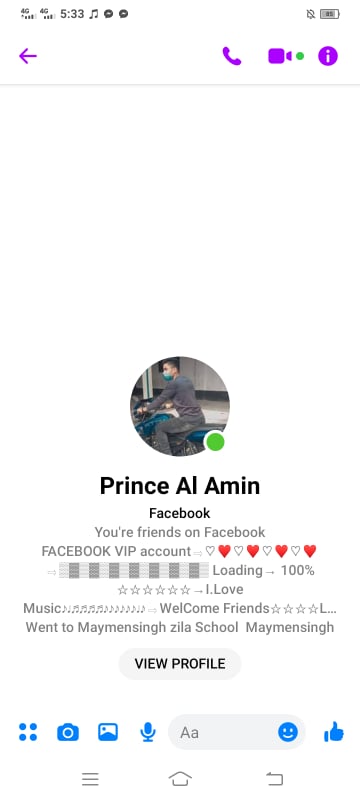 4G 4G 5:33 85
Prince Al Amin
Facebook
You're friends on Facebook
FACEBOOK VIP account→♡❤️♡❤️♡❤️♡❤️
→▒▓▒▓▒▓▒▓▒▓▒▓▒▓▒ Loading→ 100%
☆☆☆☆☆☆→I.Love
Music♪♩♬♬♬♬♪♪♪♪♪♪♪→WelCome Friends☆☆☆☆L...
Went to Maymensingh zila School Maymensingh
VIEW PROFILE
Aa